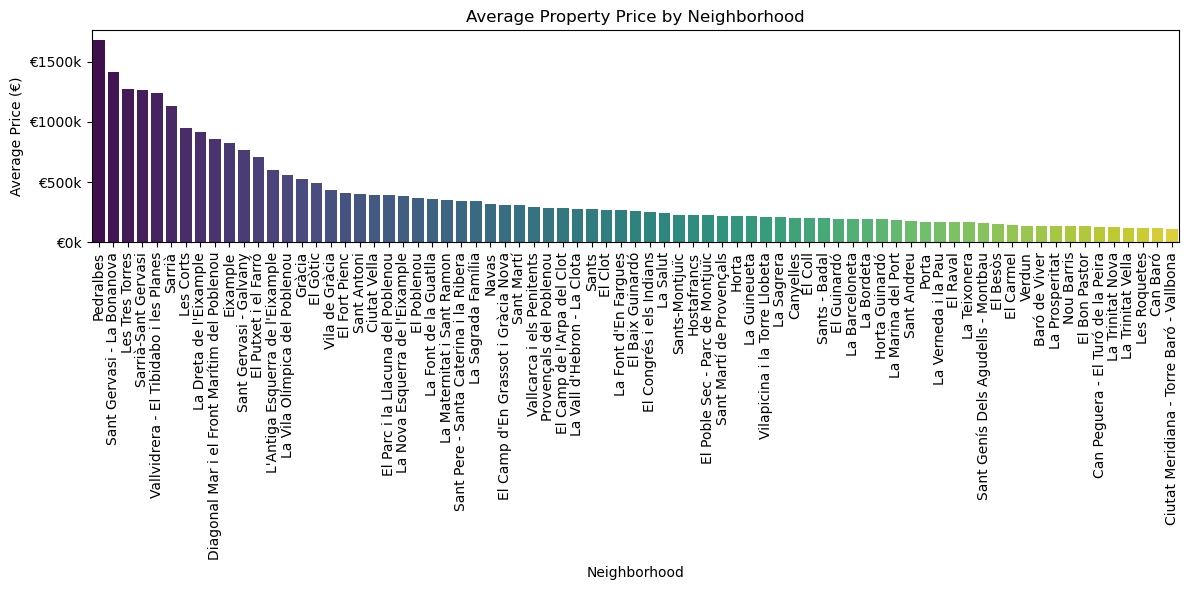 Average Property Price by Neighborhood
Average Price (€)
€1500k
€1000k
€500k
€0k
Pedralbes
Sant Gervasi - La Bonanova
Les Tres Torres
Sarrià-Sant Gervasi
Vallvidrera - El Tibidabo i les Planes
Sarrià
Les Corts
La Dreta de l'Eixample
Diagonal Mar i el Front Marítim del Poblenou
Eixample
Sant Gervasi - Galvany
El Putxet i el Farró
L'Antiga Esquerra de l'Eixample
La Vila Olímpica del Poblenou
Gràcia
El Gòtic
Vila de Gràcia
El Fort Pienc
Sant Antoni
Ciutat Vella
El Parc i la Llacuna del Poblenou
La Nova Esquerra de l'Eixample
El Poblenou
La Font de la Guatlla
La Maternitat i Sant Ramon
Sant Pere - Santa Caterina i la Ribera
La Sagrada Família
Navas
El Camp d'En Grassot i Gràcia Nova
Sant Martí
Vallcarca i els Penitents
Provençals del Poblenou
El Camp de l'Arpa del Clot
La Vall d'Hebron - La Clota
Sants
El Clot
La Font d'En Fargues
El Baix Guinardó
El Congrés i els Indians
La Salut
Sants-Montjuïc
Hostafrancs
El Poble Sec - Parc de Montjuïc
Sant Martí de Provençals
Horta
La Guineueta
Vilapicina i la Torre Llobeta
La Sagrera
Canyelles
El Coll
Sants - Badal
El Guinardó
La Barceloneta
La Bordeta
Horta Guinardó
La Marina del Port
Sant Andreu
Porta
La Verneda i la Pau
El Raval
La Teixonera
Sant Genís Dels Agudells - Montbau
El Besòs
El Carmel
Verdun
Baró de Viver
La Prosperitat
Nou Barris
El Bon Pastor
Can Peguera - El Turó de la Peira
La Trinitat Nova
La Trinitat Vella
Les Roquetes
Can Baró
Ciutat Meridiana - Torre Baró - Vallbona
Neighborhood